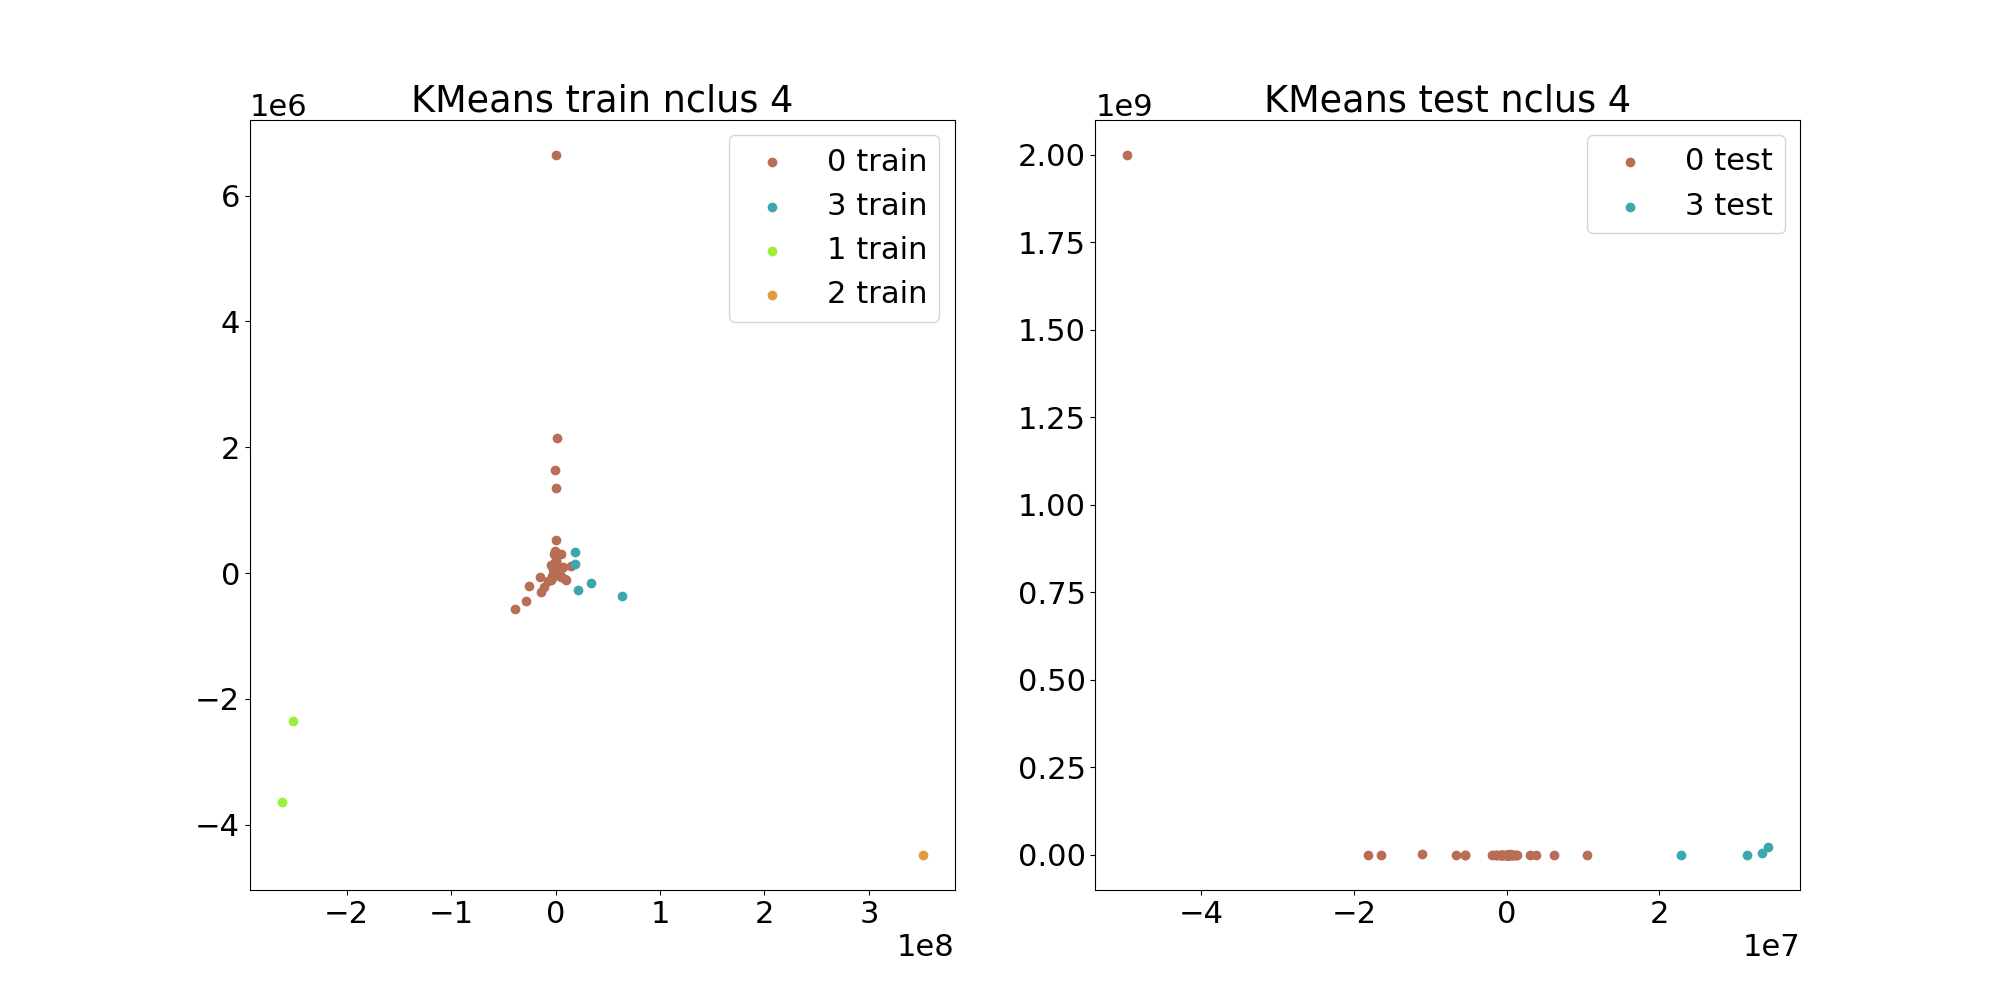 KMeans train nclus 4
1e6
0 train
3 train
1 train
2 train
6
4
2
0
−2
−4
−2
−1
0
1
2
3
1e8
KMeans test nclus 4
1e9
0 test
3 test
2.00
1.75
1.50
1.25
1.00
0.75
0.50
0.25
0.00
−4
−2
0
2
1e7